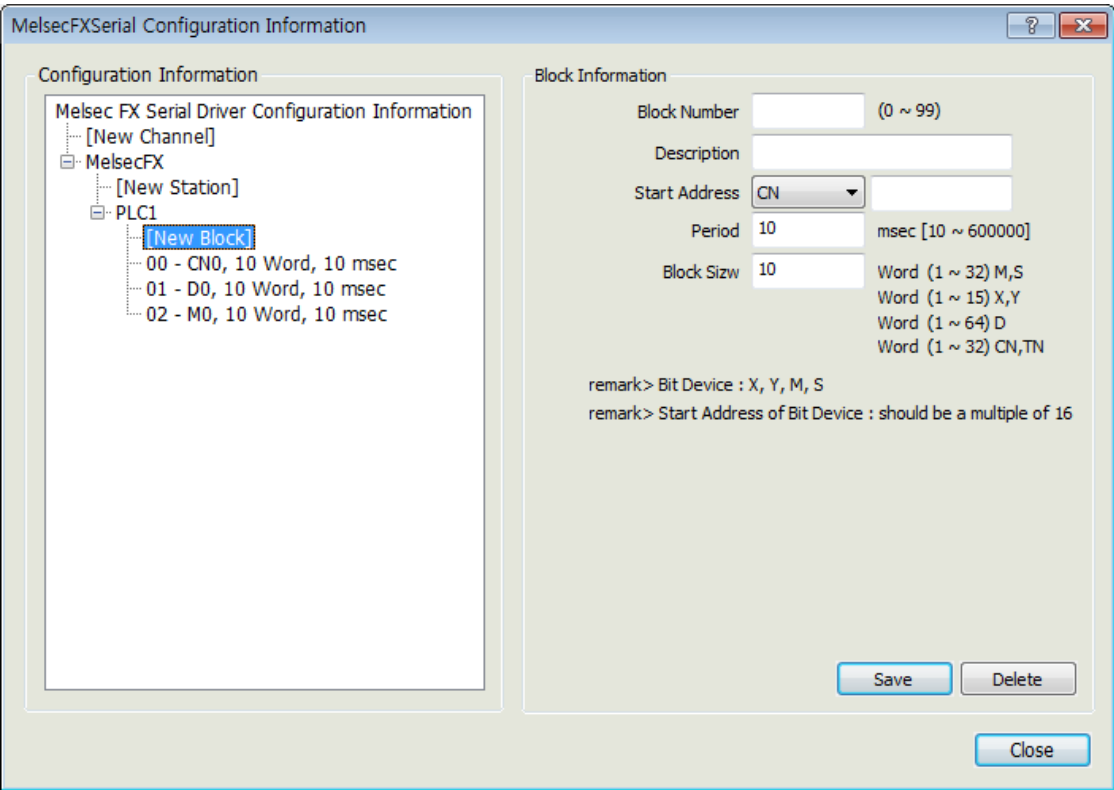 MelsecFXSerial Configuration Information
Configuration Information
Melsec FX Serial Driver Configuration Information
[New Channel]
MelsecFX
[New Station]
PLC1
[New Block]
00 - CN0, 10 Word, 10 msec
01 - D0, 10 Word, 10 msec
02 - M0, 10 Word, 10 msec
Block Information
Block Number (0 ~ 99)
Description
Start Address CN
Period 10 msec [10 ~ 600000]
Block Sizw 10 Word (1 ~ 32) M,S
Word (1 ~ 15) X,Y
Word (1 ~ 64) D
Word (1 ~ 32) CN,TN
remark> Bit Device : X, Y, M, S
remark> Start Address of Bit Device : should be a multiple of 16
Save Delete
Close